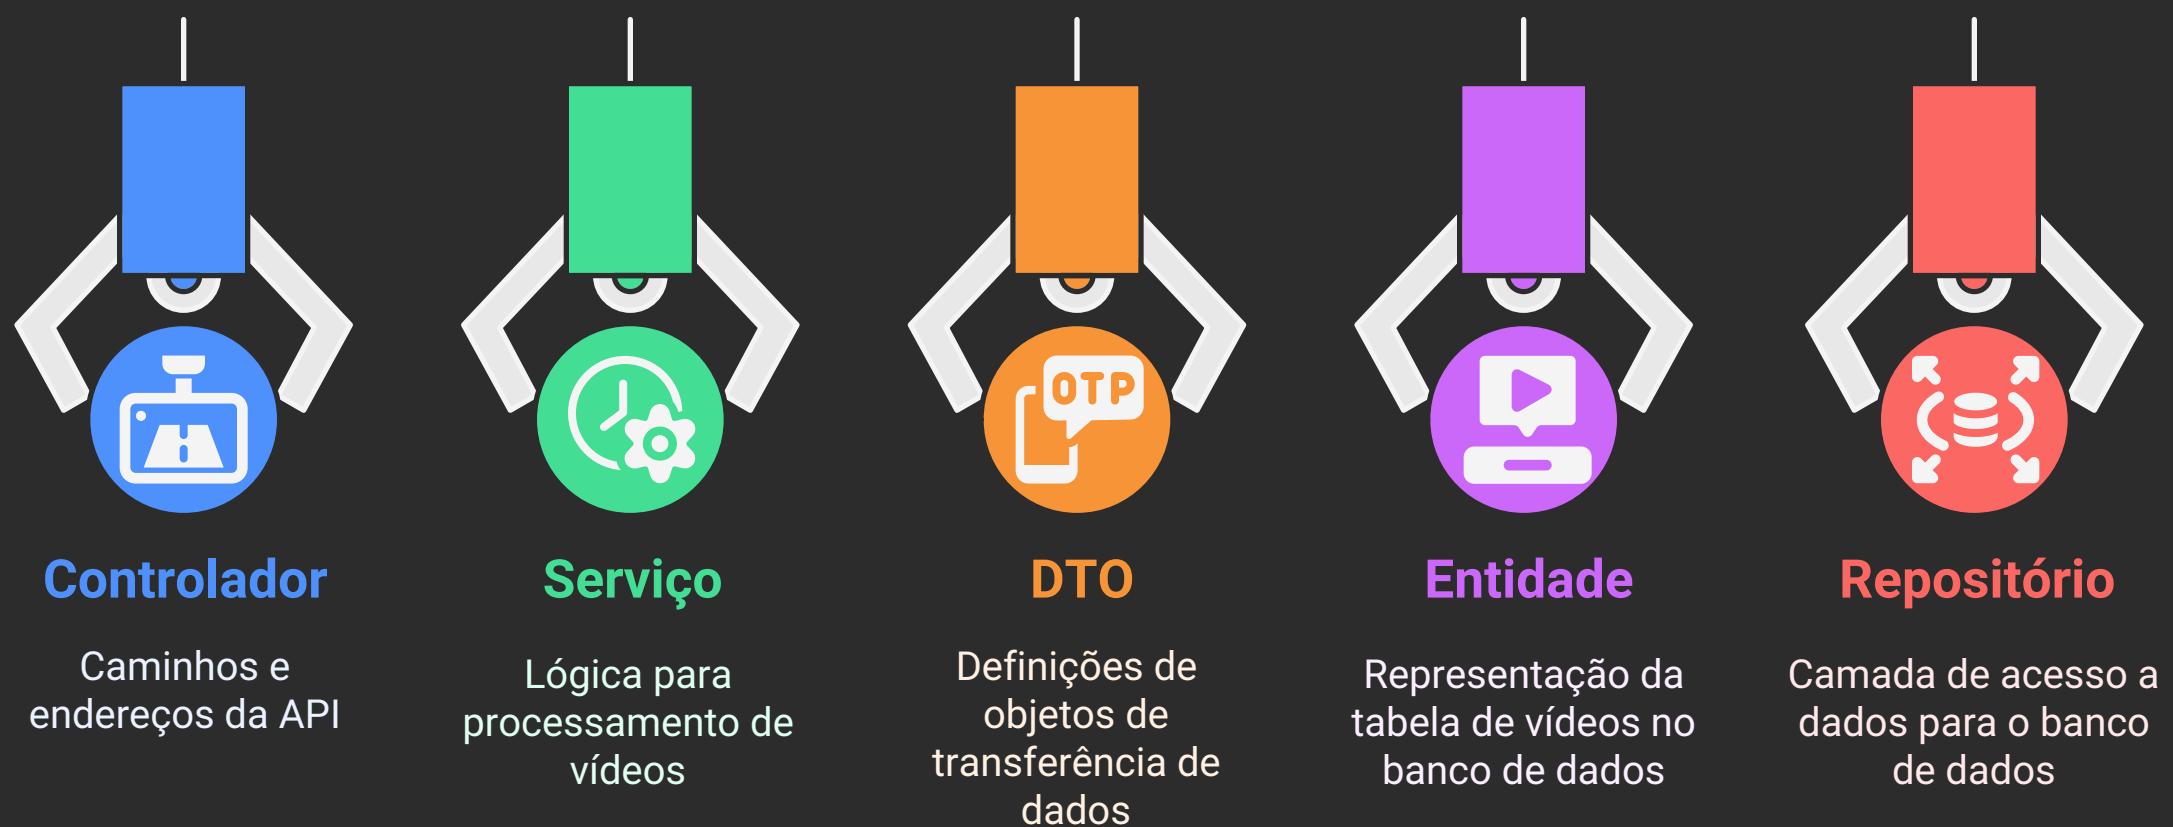 OTP
Controlador
Caminhos e
endereços da API
Serviço
Lógica para
processamento de
vídeos
DTO
Definições de
objetos de
transferência de
dados
Entidade
Representação da
tabela de vídeos no
banco de dados
Repositório
Camada de acesso a
dados para o banco
de dados